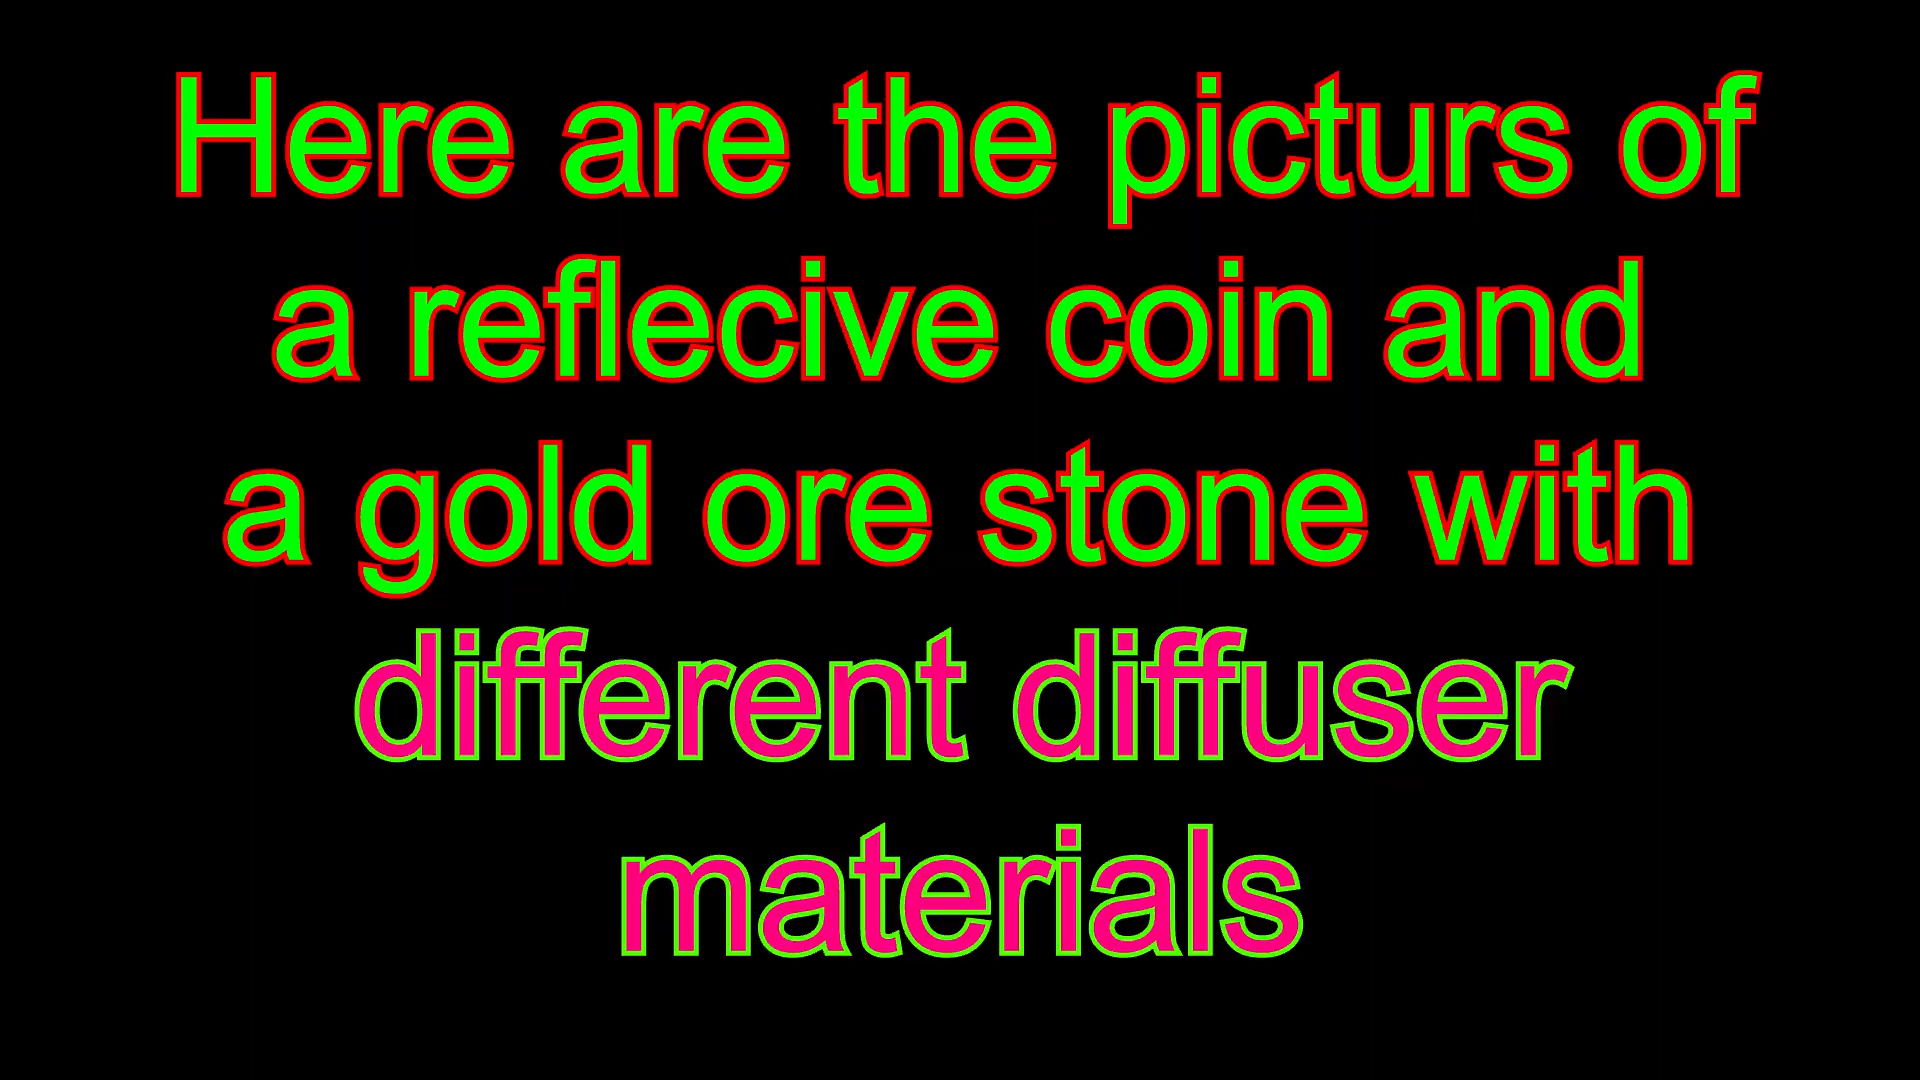 Here are the picturs of
a reflecive coin and
a gold ore stone with
different diffuser
materials